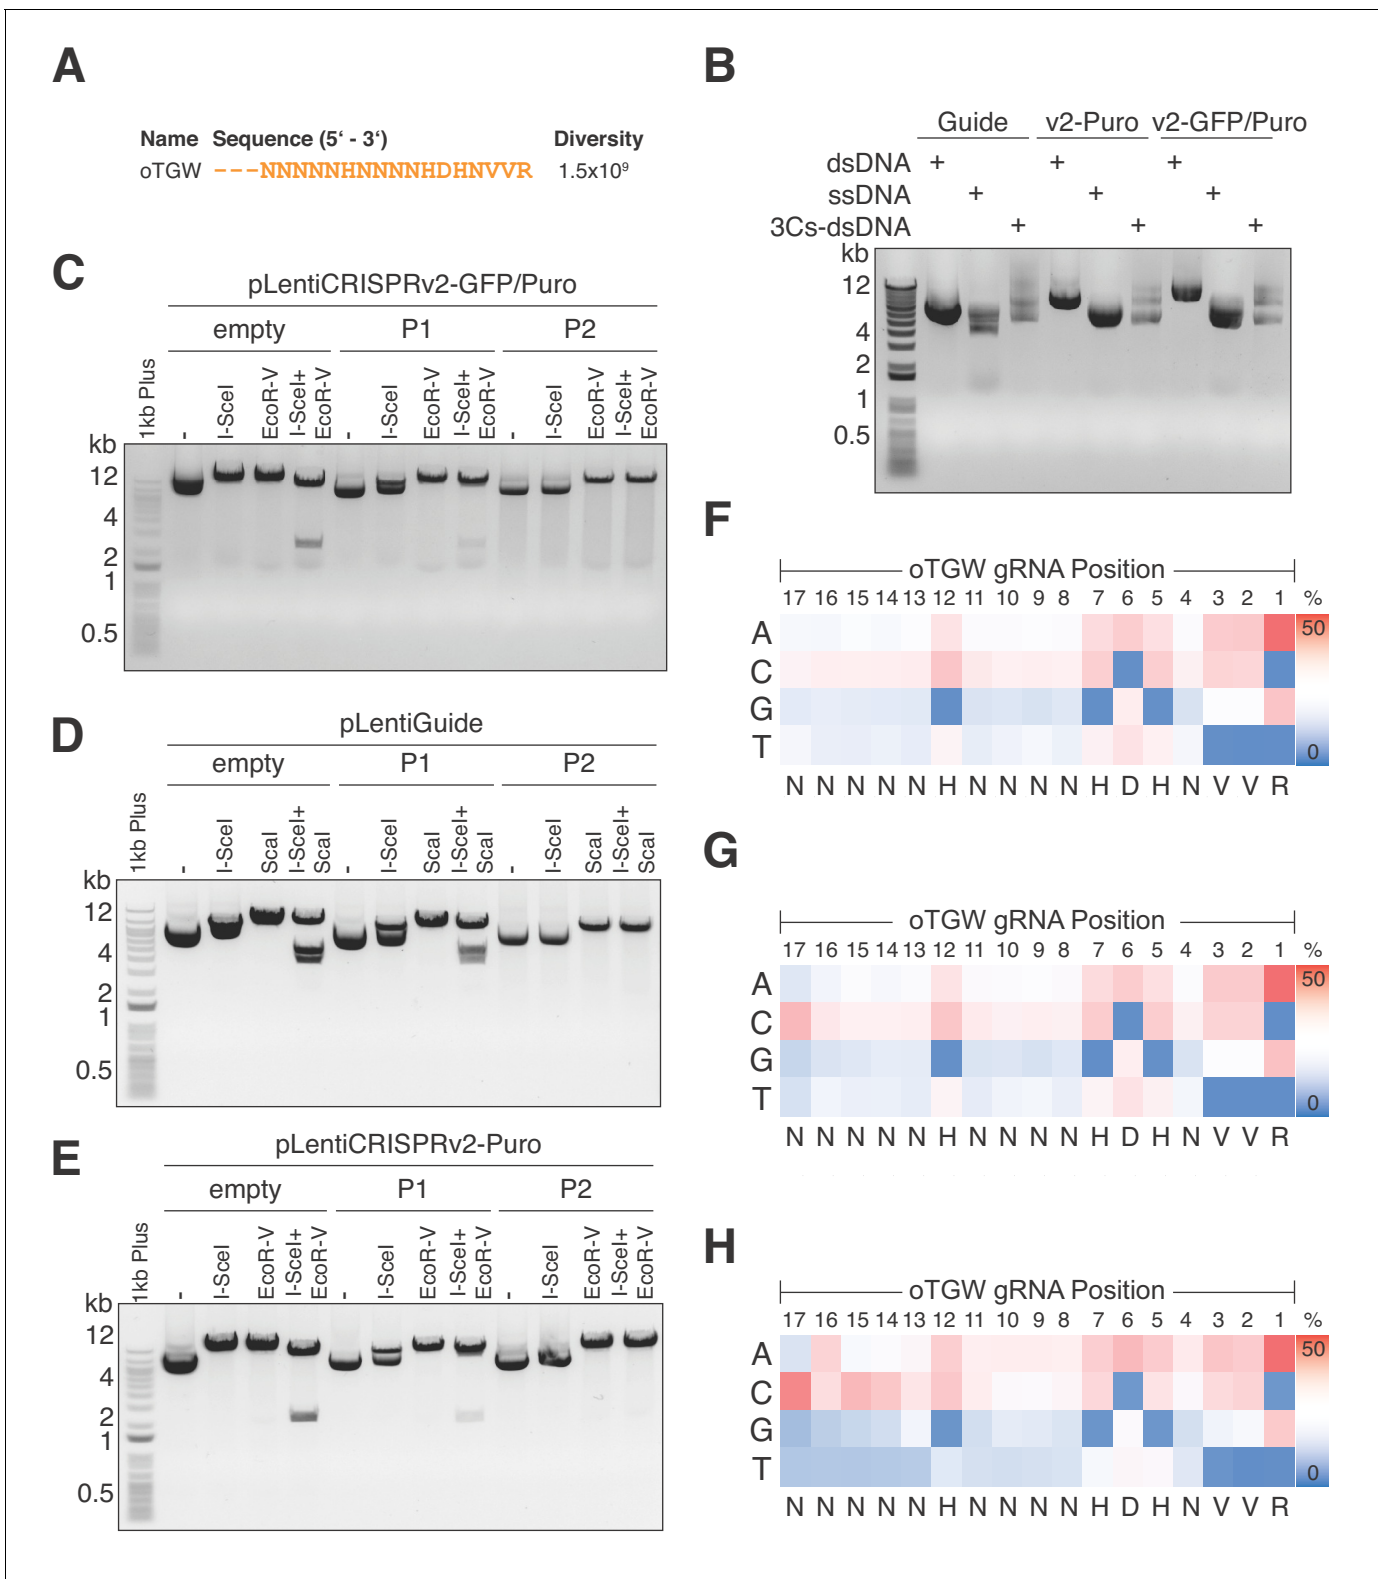 A
Name Sequence (5‘ - 3‘) Diversity
oTGW ---NNNNNHNNNNHDHNVVR 1.5x10⁹
B
Guide v2-Puro v2-GFP/Puro
dsDNA + + +
ssDNA + + +
3Cs-dsDNA + + +
kb
12
4
2
1
0.5
C
pLentiCRISPRv2-GFP/Puro
empty P1 P2
1kb Plus - I-SceI EcoR-V I-SceI+ EcoR-V - I-SceI EcoR-V I-SceI+ EcoR-V - I-SceI EcoR-V I-SceI+ EcoR-V
kb
12
4
2
1
0.5
D
pLentiGuide
empty P1 P2
1kb Plus - I-SceI ScaI I-SceI+ ScaI - I-SceI ScaI I-SceI+ ScaI - I-SceI ScaI I-SceI+ ScaI
kb
12
4
2
1
0.5
E
pLentiCRISPRv2-Puro
empty P1 P2
1kb Plus - I-SceI EcoR-V I-SceI+ EcoR-V - I-SceI EcoR-V I-SceI+ EcoR-V - I-SceI EcoR-V I-SceI+ EcoR-V
kb
12
4
2
1
0.5
F
oTGW gRNA Position
17 16 15 14 13 12 11 10 9 8 7 6 5 4 3 2 1 %
A 50
C
G
T 0
N N N N N H N N N N H D H N V V R
G
oTGW gRNA Position
17 16 15 14 13 12 11 10 9 8 7 6 5 4 3 2 1 %
A 50
C
G
T 0
N N N N N H N N N N H D H N V V R
H
oTGW gRNA Position
17 16 15 14 13 12 11 10 9 8 7 6 5 4 3 2 1 %
A 50
C
G
T 0
N N N N N H N N N N H D H N V V R